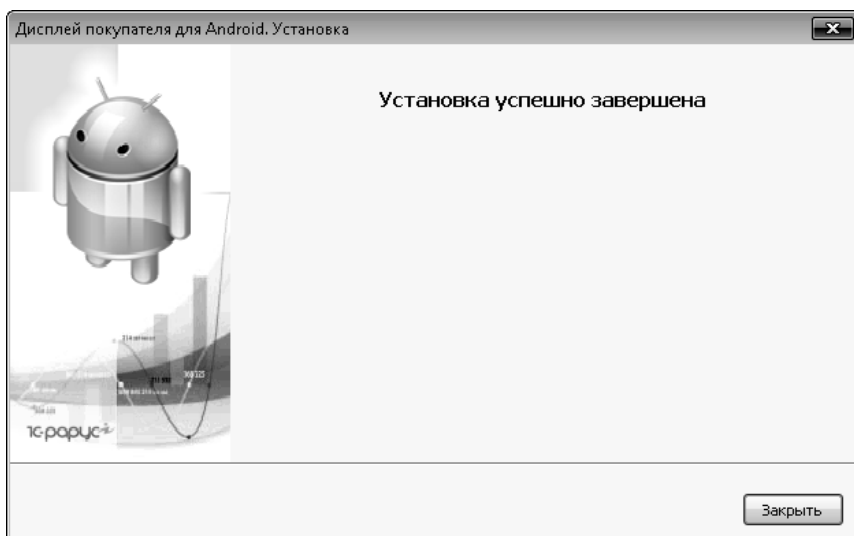 Дисплей покупателя для Android. Установка
Установка успешно завершена
1с-рарус
Закрыть